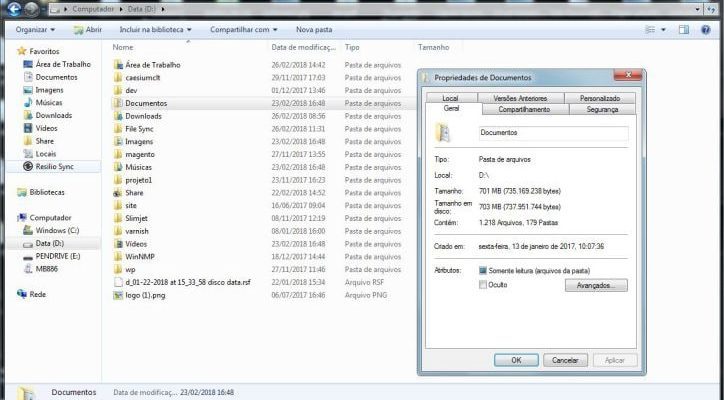 Computador
Data (D:)
Organizar
Abrir
Incluir na biblioteca
Compartilhar com
Nova pasta
Favoritos
Área de Trabalho
Documentos
Imagens
Músicas
Downloads
Vídeos
Share
Locais
Resilio Sync
Bibliotecas
Computador
Windows (C:)
Data (D:)
PENDRIVE (E:)
MB886
Rede
Nome Data de modificaç... Tipo Tamanho
Área de Trabalho 26/02/2018 14:42 Pasta de arquivos
caesiumclt 29/11/2017 17:03 Pasta de arquivos
dev 01/12/2017 13:46 Pasta de arquivos
Documentos 23/02/2018 16:48 Pasta de arquivos
Downloads 26/02/2018 08:56 Pasta de arquivos
File Sync 26/02/2018 11:31 Pasta de arquivos
Imagens 23/02/2018 16:48 Pasta de arquivos
magento 27/11/2017 13:55 Pasta de arquivos
Músicas 23/02/2018 16:48 Pasta de arquivos
projeto1 24/11/2017 13:15 Pasta de arquivos
Share 22/02/2018 14:52 Pasta de arquivos
site 16/06/2017 09:04 Pasta de arquivos
Slimjet 08/11/2017 12:19 Pasta de arquivos
varnish 08/01/2018 16:00 Pasta de arquivos
Vídeos 23/02/2018 16:48 Pasta de arquivos
WinNMP 18/12/2017 14:44 Pasta de arquivos
wp 27/11/2017 11:26 Pasta de arquivos
d_01-22-2018 at 15_33_58 disco data.rsf 22/01/2018 15:34 Arquivo RSF
logo (1).png 06/07/2017 16:46 Arquivo PNG
Propriedades de Documentos
Local Versões Anteriores Personalizado
Geral Compartilhamento Segurança
Documentos
Tipo: Pasta de arquivos
Local: D:\
Tamanho: 701 MB (735.169.238 bytes)
Tamanho em
disco: 703 MB (737.951.744 bytes)
Contém: 1.218 Arquivos, 179 Pastas
Criado em: sexta-feira, 13 de janeiro de 2017, 10:07:36
Atributos: Somente leitura (arquivos da pasta)
Oculto Avançados...
OK Cancelar Aplicar
Documentos Data de modificaç... 23/02/2018 16:48
Pasta de arquivos